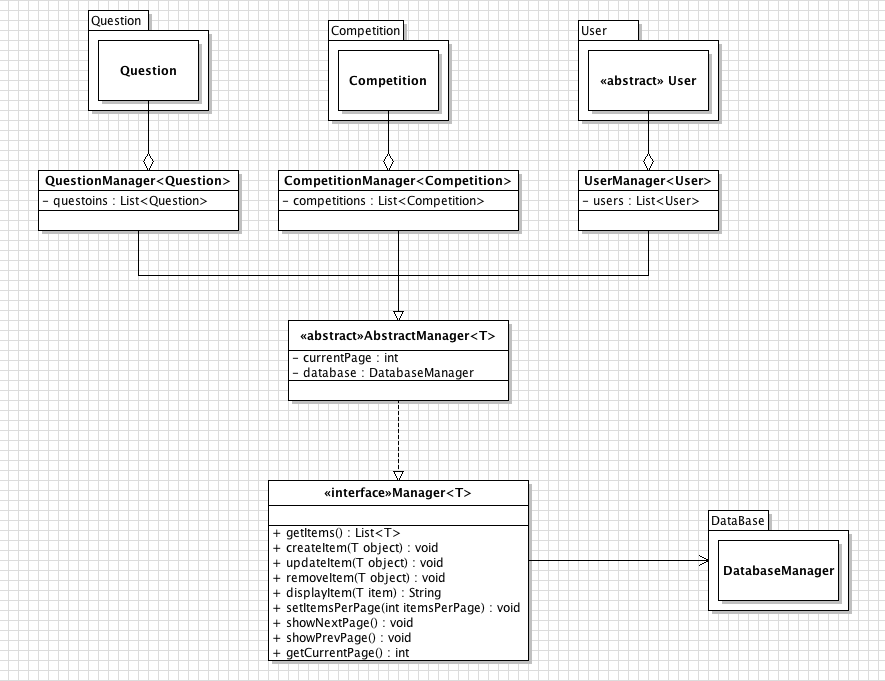 Question
Question
Competition
Competition
User
«abstract» User
QuestionManager<Question>
- questoins : List<Question>
CompetitionManager<Competition>
- competitions : List<Competition>
UserManager<User>
- users : List<User>
«abstract»AbstractManager<T>
- currentPage : int
- database : DatabaseManager
«interface»Manager<T>
+ getItems() : List<T>
+ createItem(T object) : void
+ updateItem(T object) : void
+ removeItem(T object) : void
+ displayItem(T item) : String
+ setItemsPerPage(int itemsPerPage) : void
+ showNextPage() : void
+ showPrevPage() : void
+ getCurrentPage() : int
DataBase
DatabaseManager